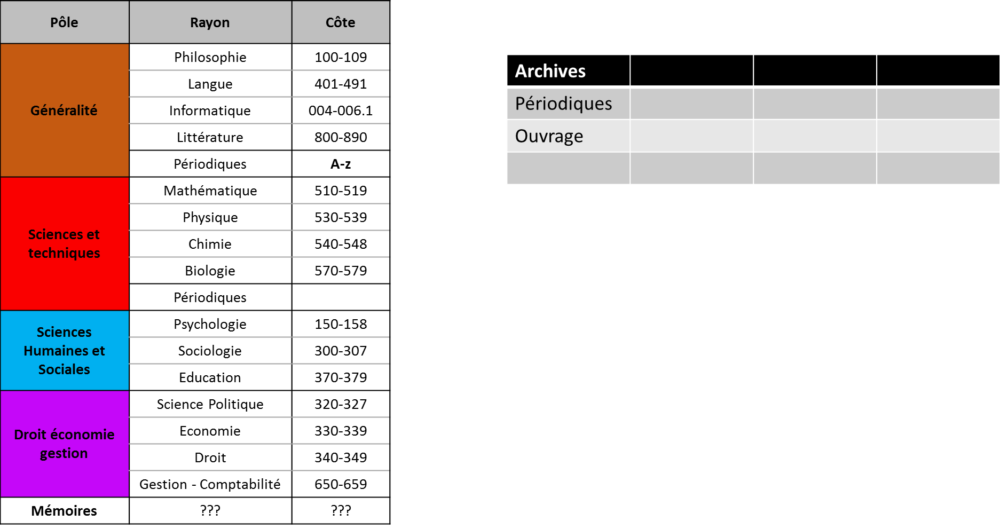 Pôle Rayon Côte
Généralité
Philosophie 100-109
Langue 401-491
Informatique 004-006.1
Littérature 800-890
Périodiques A-z
Sciences et
techniques
Mathématique 510-519
Physique 530-539
Chimie 540-548
Biologie 570-579
Périodiques
Sciences
Humaines et
Sociales
Psychologie 150-158
Sociologie 300-307
Education 370-379
Droit économie
gestion
Science Politique 320-327
Economie 330-339
Droit 340-349
Gestion - Comptabilité 650-659
Mémoires ??? ???
Archives
Périodiques
Ouvrage